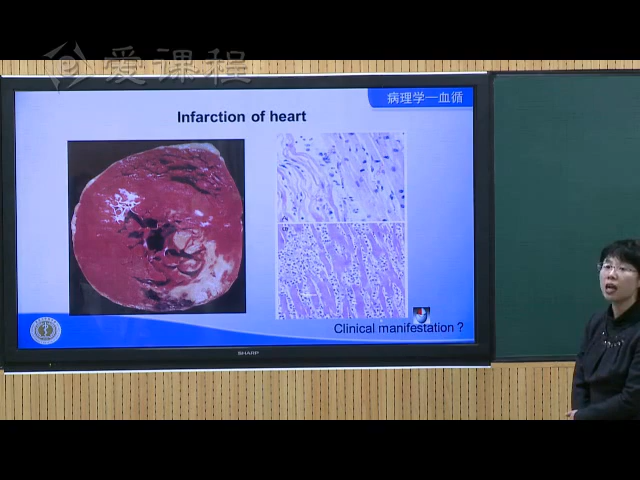 爱课程
病理学—血循
Infarction of heart
Clinical manifestation？
SHARP